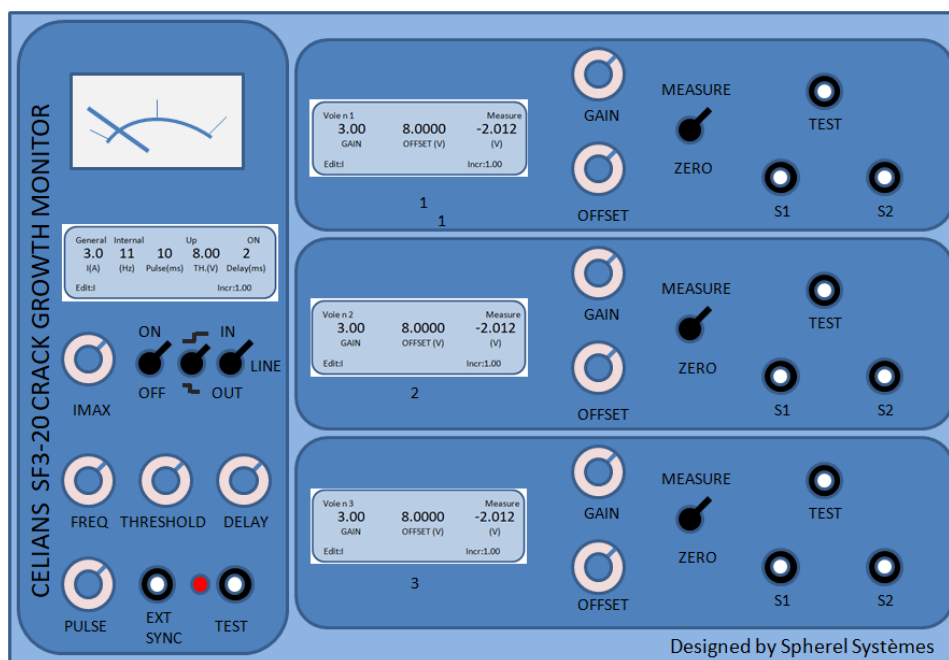 CELIANS SF3-20 CRACK GROWTH MONITOR
General Internal Up ON
3.0 11 10 8.00 2
I(A) (Hz) Pulse(ms) TH.(V) Delay(ms)
Edit:I Incr:1.00
ON IN
LINE
OFF OUT
IMAX
FREQ THRESHOLD DELAY
PULSE EXT SYNC TEST
Voie n 1 Measure
3.00 8.0000 -2.012
GAIN OFFSET (V) (V)
Edit:I Incr:1.00
1
1
GAIN
OFFSET
MEASURE
ZERO
TEST
S1 S2
Voie n 2 Measure
3.00 8.0000 -2.012
GAIN OFFSET (V) (V)
Edit:I Incr:1.00
2
GAIN
OFFSET
MEASURE
ZERO
TEST
S1 S2
Voie n 3 Measure
3.00 8.0000 -2.012
GAIN OFFSET (V) (V)
Edit:I Incr:1.00
3
GAIN
OFFSET
MEASURE
ZERO
TEST
S1 S2
Designed by Spherel Systèmes